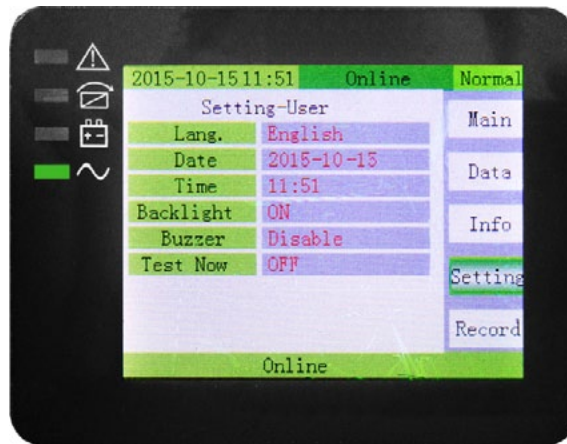 2015-10-15 11:51 Online Normal
Setting-User
Lang. English
Date 2015-10-15
Time 11:51
Backlight ON
Buzzer Disable
Test Now OFF
Main
Data
Info
Setting
Record
Online